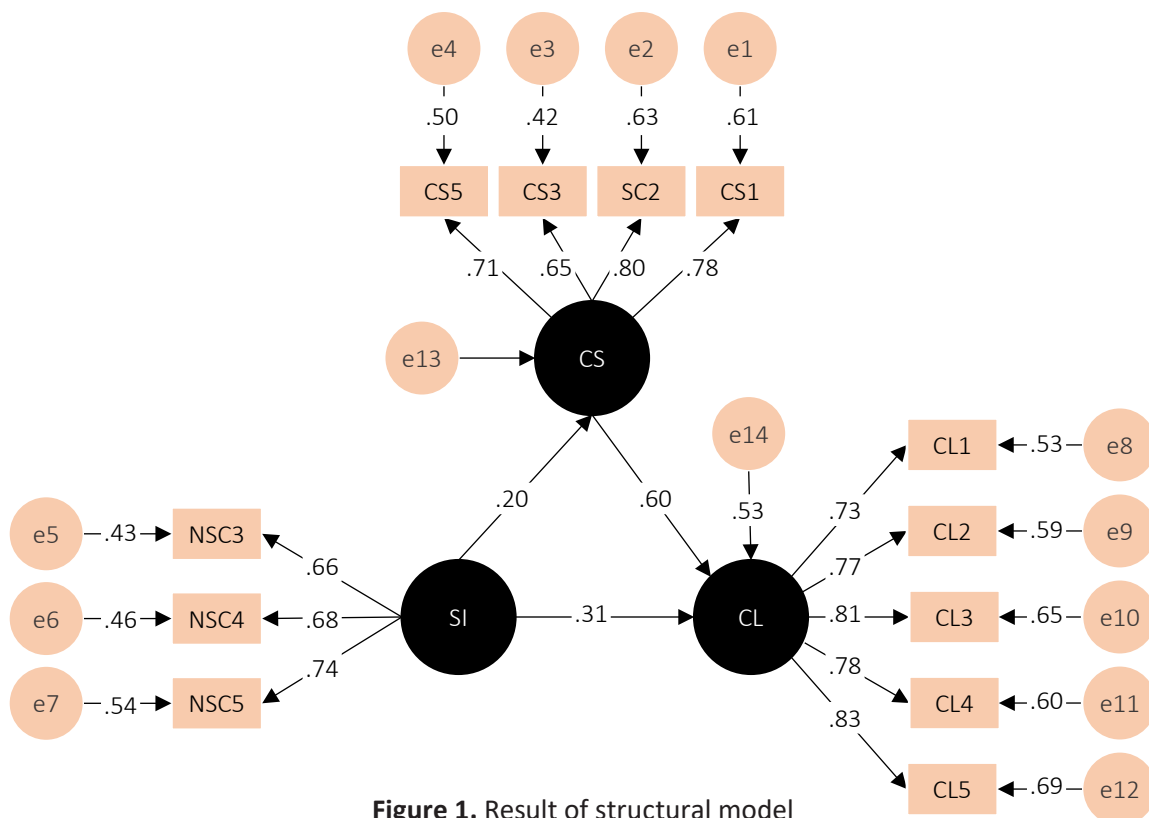 e4 e3 e2 e1
.50 .42 .63 .61
CS5 CS3 SC2 CS1
.71 .65 .80 .78
e13 CS
e14
CL1 .53 e8
.20 .60 .53 .73
e5 .43 NSC3 CL2 .59 e9
.66 .77
e6 .46 NSC4 .68 SI .31 CL .81 CL3 .65 e10
.74 .78
e7 .54 NSC5 CL4 .60 e11
.83
CL5 .69 e12
Figure 1. Result of structural model